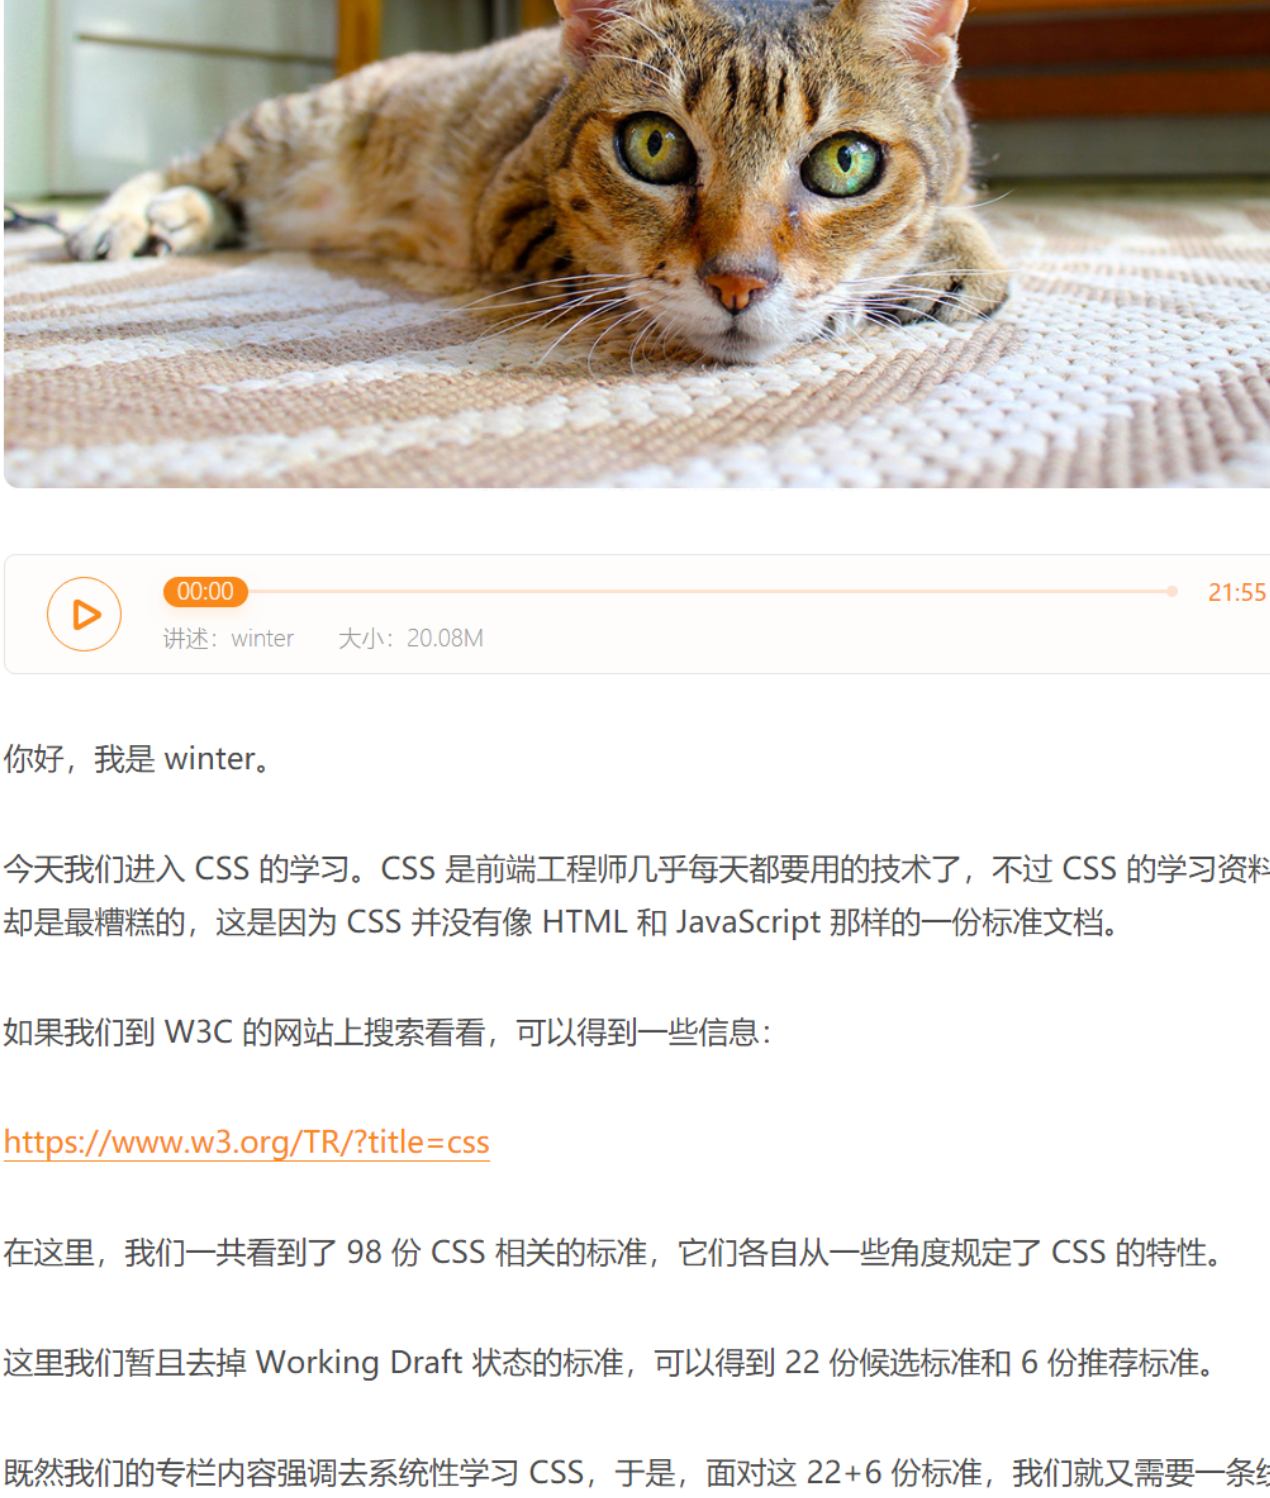 00:00
21:55
讲述：winter 大小：20.08M
你好，我是 winter。
今天我们进入 CSS 的学习。CSS 是前端工程师几乎每天都要用的技术了，不过 CSS 的学习资料
却是最糟糕的，这是因为 CSS 并没有像 HTML 和 JavaScript 那样的一份标准文档。
如果我们到 W3C 的网站上搜索看看，可以得到一些信息：
https://www.w3.org/TR/?title=css
在这里，我们一共看到了 98 份 CSS 相关的标准，它们各自从一些角度规定了 CSS 的特性。
这里我们暂且去掉 Working Draft 状态的标准，可以得到 22 份候选标准和 6 份推荐标准。
既然我们的专栏内容强调去系统性学习 CSS，于是，面对这 22+6 份标准，我们就又需要一条